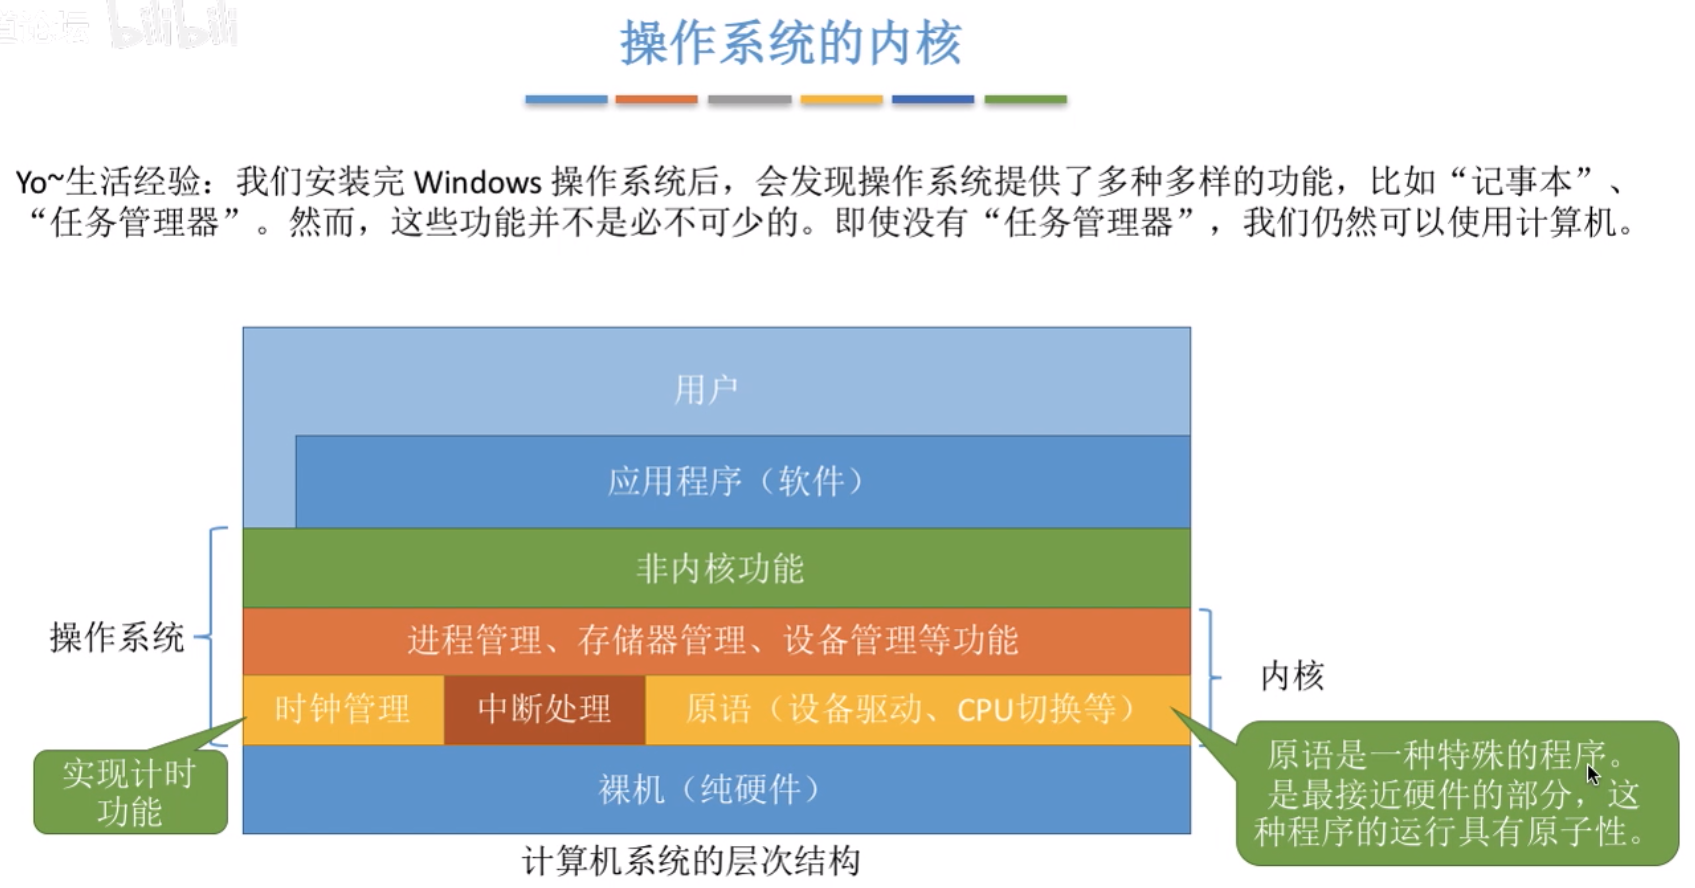 bilibili
操作系统的内核
Yo~生活经验：我们安装完 Windows 操作系统后，会发现操作系统提供了多种多样的功能，比如“记事本”、
“任务管理器”。然而，这些功能并不是必不可少的。即使没有“任务管理器”，我们仍然可以使用计算机。
用户
应用程序（软件）
非内核功能
操作系统
进程管理、存储器管理、设备管理等功能
内核
时钟管理
中断处理
原语（设备驱动、CPU切换等）
实现计时
功能
原语是一种特殊的程序。
是最接近硬件的部分，这
种程序的运行具有原子性。
裸机（纯硬件）
计算机系统的层次结构